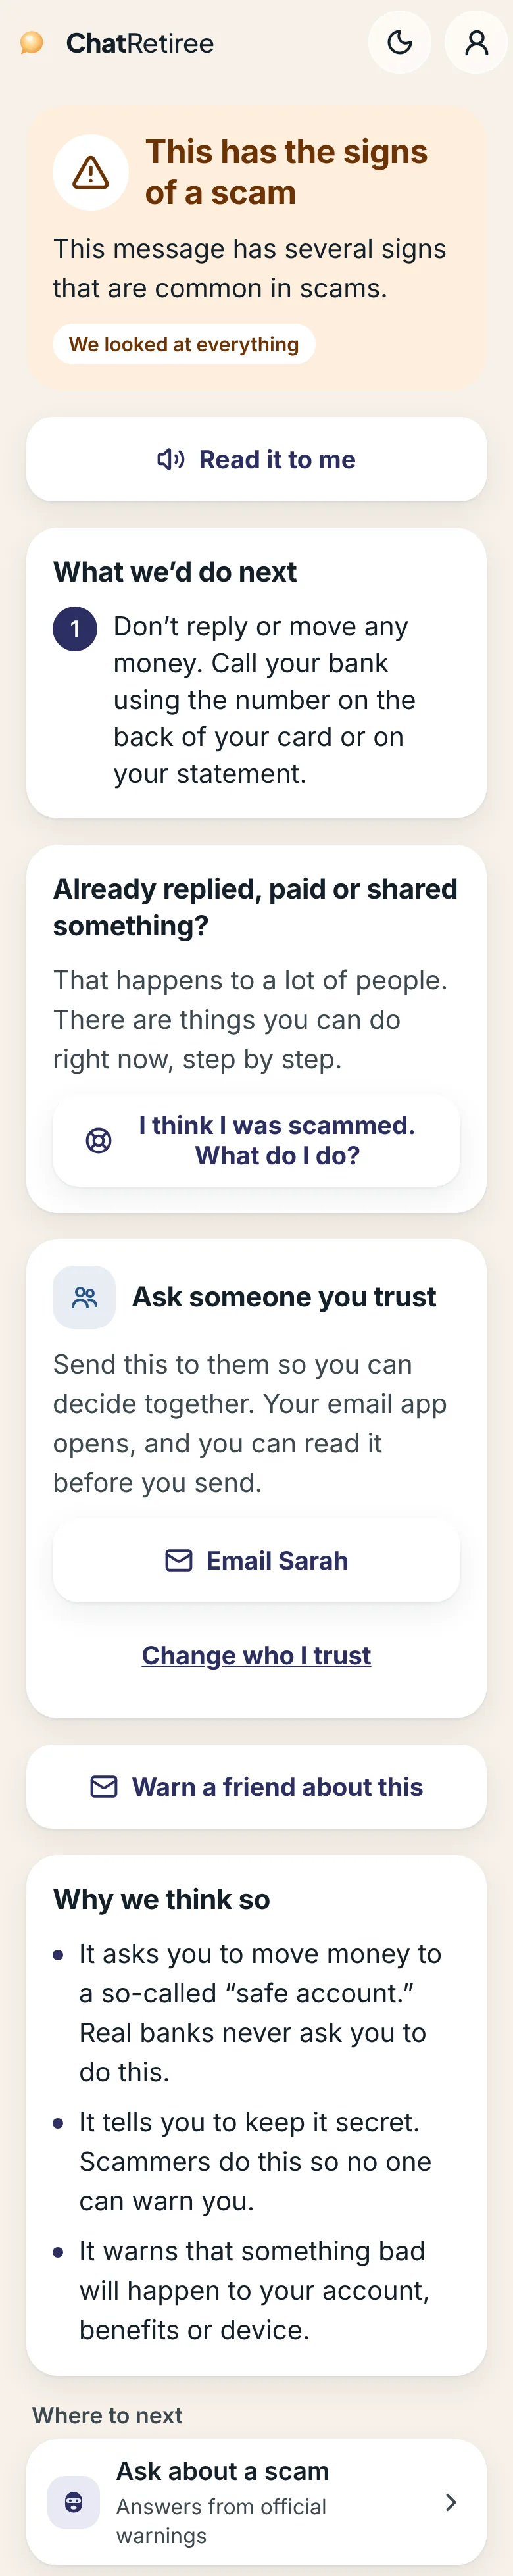 ChatRetiree
This has the signs
of a scam
This message has several signs
that are common in scams.
We looked at everything
Read it to me
What we’d do next
1
Don’t reply or move any
money. Call your bank
using the number on the
back of your card or on
your statement.
Already replied, paid or shared
something?
That happens to a lot of people.
There are things you can do
right now, step by step.
I think I was scammed.
What do I do?
Ask someone you trust
Send this to them so you can
decide together. Your email app
opens, and you can read it
before you send.
Email Sarah
Change who I trust
Warn a friend about this
Why we think so
It asks you to move money to
a so-called “safe account.”
Real banks never ask you to
do this.
It tells you to keep it secret.
Scammers do this so no one
can warn you.
It warns that something bad
will happen to your account,
benefits or device.
Where to next
Ask about a scam
Answers from official
warnings